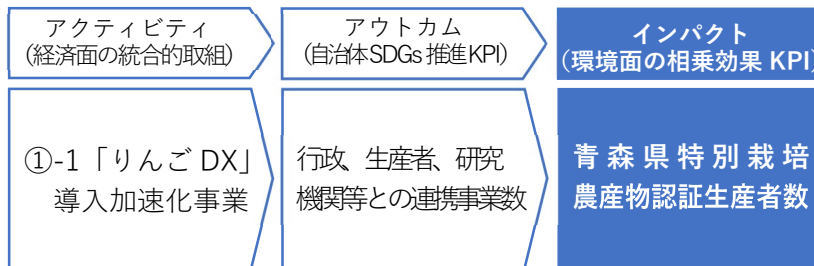 アクティビティ
(経済面の統合的取組)
アウトカム
(自治体SDGs推進KPI)
インパクト
(環境面の相乗効果 KPI)
①-1「りんご DX」
導入加速化事業
行政、生産者、研究
機関等との連携事業数
青森県特別栽培
農産物認証生産者数